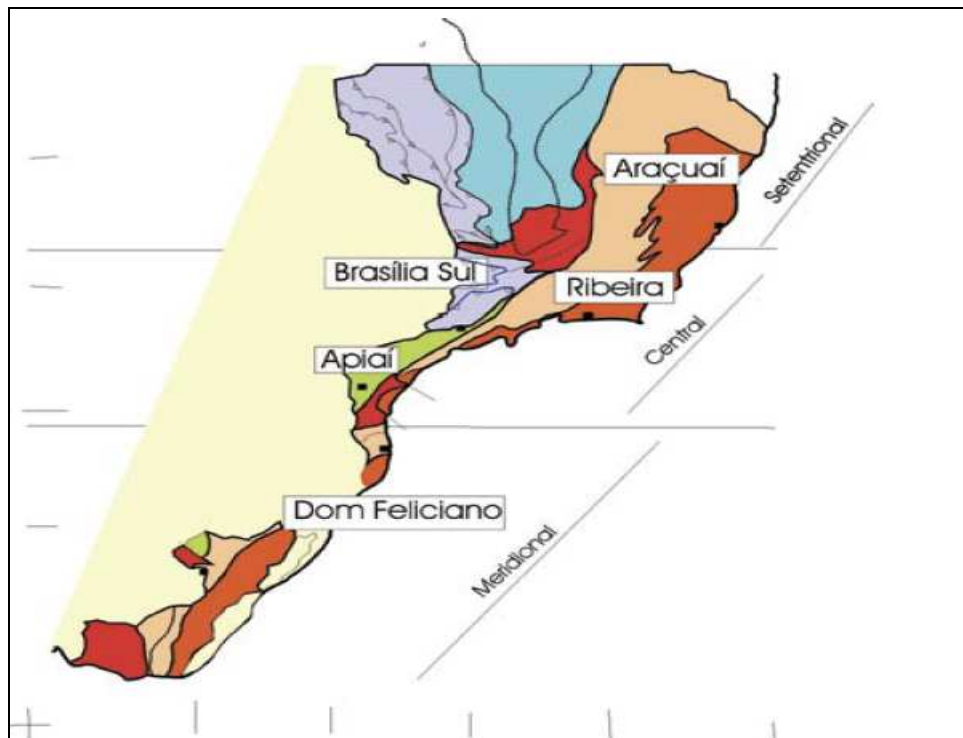 Araçuaí
Setentrional
Brasília Sul
Ribeira
Central
Apiaí
Dom Feliciano
Meridional